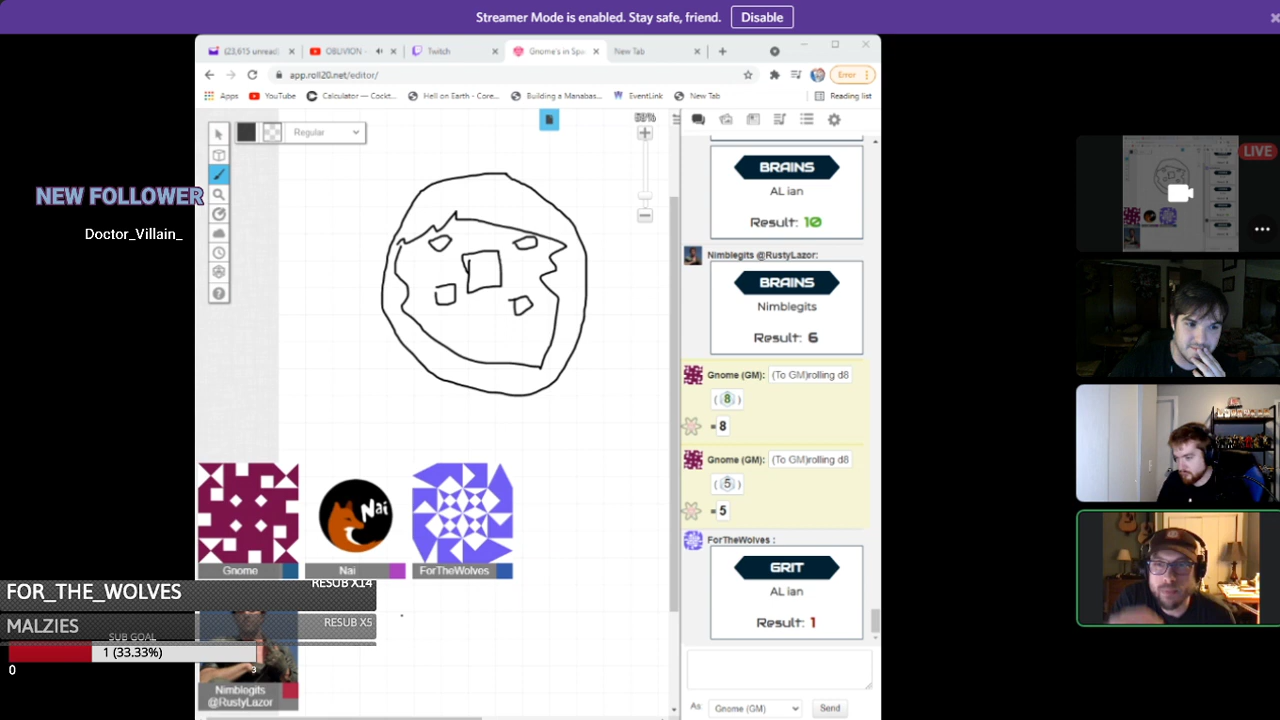 Streamer Mode is enabled. Stay safe, friend. Disable
(23,615 unread
OBLIVION
Twitch
Gnome's in Spa
New Tab
app.roll20.net/editor/
Error
Apps
YouTube
Calculator — Cockt...
Hell on Earth - Core...
Building a Manabas...
EventLink
New Tab
Reading list
Regular
NEW FOLLOWER
Doctor_Villain_
BRAINS
AL ian
Result: 10
Nimblegits @RustyLazor:
BRAINS
Nimblegits
Result: 6
Gnome (GM): (To GM)rolling d8
(8)
=8
Gnome (GM): (To GM)rolling d8
(5)
=5
ForTheWolves :
GRIT
AL ian
Result: 1
As: Gnome (GM) Send
Nai
Gnome
Nai
ForTheWolves
FOR_THE_WOLVES RESUB X14
MALZIES RESUB X5
SUB GOAL
1 (33.33%)
0 3
Nimblegits
@RustyLazor
LIVE